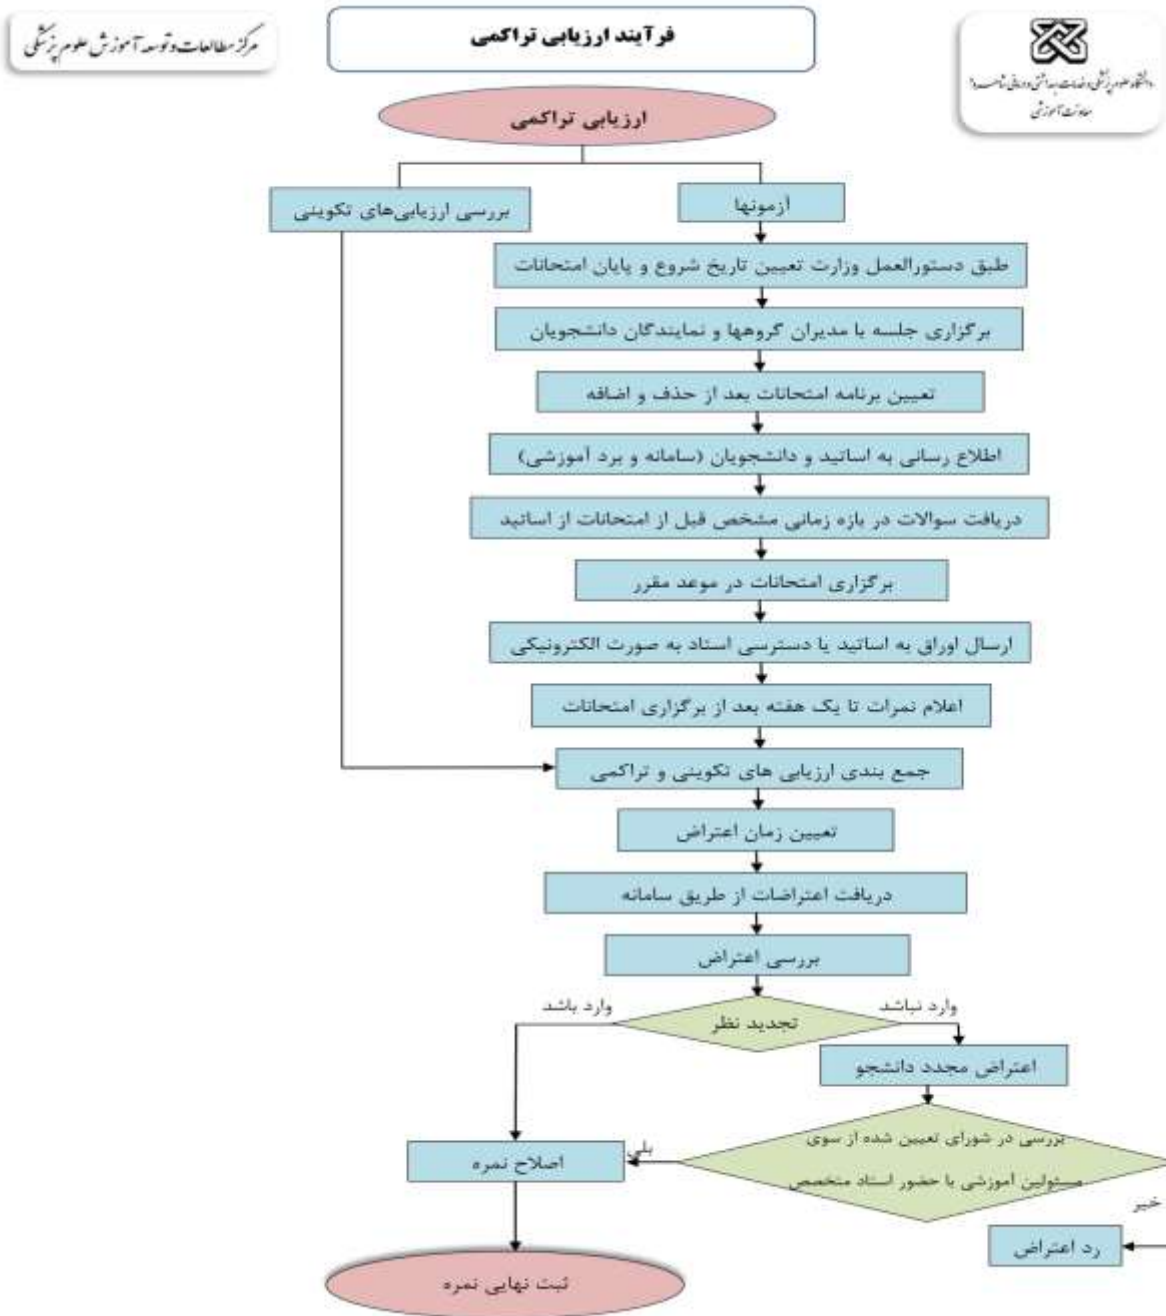 فرآیند ارزیابی تراکمی
مرکز مطالعات و توسعه آموزش علوم پزشکی
دانشگاه علوم پزشکی و خدمات بهداشتی و درمانی
معاونت آموزشی
ارزیابی تراکمی
آزمونها
بررسی ارزیابی‌های تکوینی
طبق دستورالعمل وزارت تعیین تاریخ شروع و پایان امتحانات
برگزاری جلسه با مدیران گروهها و نمایندگان دانشجویان
تعیین برنامه امتحانات بعد از حذف و اضافه
اطلاع رسانی به اساتید و دانشجویان (سامانه و برد آموزشی)
دریافت سوالات در بازه زمانی مشخص قبل از امتحانات از اساتید
برگزاری امتحانات در موعد مقرر
ارسال اوراق به اساتید یا دسترسی استاد به صورت الکترونیکی
اعلام نمرات تا یک هفته بعد از برگزاری امتحانات
جمع بندی ارزیابی های تکوینی و تراکمی
تعیین زمان اعتراض
دریافت اعتراضات از طریق سامانه
بررسی اعتراض
وارد نباشد
وارد باشد
تجدید نظر
اعتراض مجدد دانشجو
بررسی در شورای تعیین شده از سوی
مسئولین آموزشی با حضور استاد متخصص
بلی
اصلاح نمره
خیر
رد اعتراض
ثبت نهایی نمره